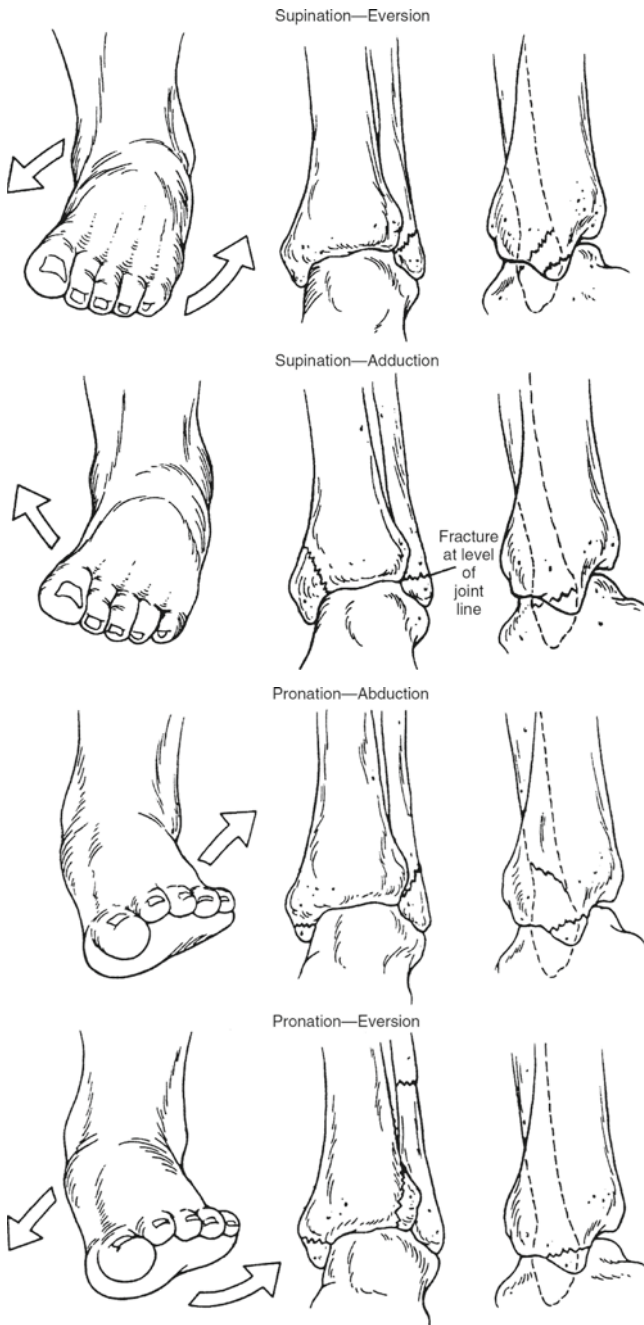 Supination—Eversion
Supination—Adduction
Fracture
at level
of
joint
line
Pronation—Abduction
Pronation—Eversion